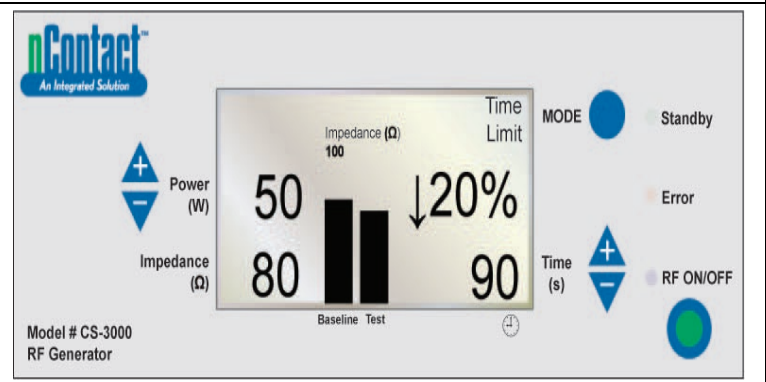 nContact™
An Integrated Solution
Power
(W)
Impedance
(Ω)
Model # CS-3000
RF Generator
Impedance (Ω)
100
50
80
Baseline Test
Time
Limit
↓20%
90
MODE
Time
(s)
Standby
Error
RF ON/OFF
+
−
+
−